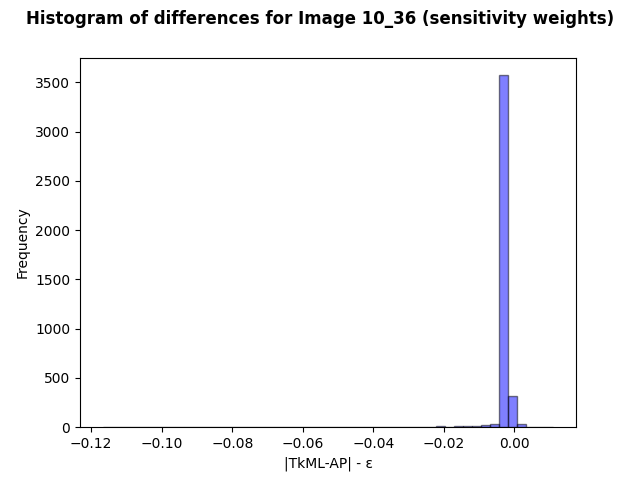 Histogram of differences for Image 10_36 (sensitivity weights)
3500
3000
2500
2000
1500
1000
500
0
Frequency
−0.12 −0.10 −0.08 −0.06 −0.04 −0.02 0.00
|TkML-AP| - ε